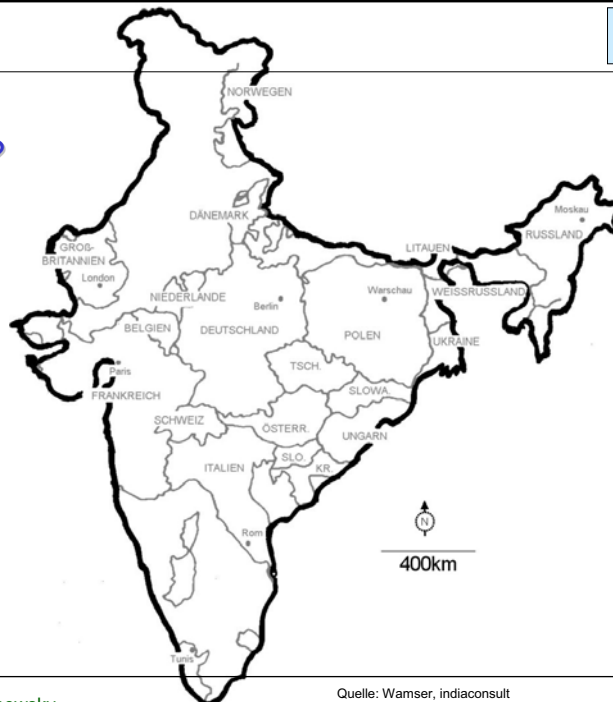 NORWEGEN
DÄNEMARK
Moskau
RUSSLAND
GROß-
BRITANNIEN
London
LITAUEN
NIEDERLANDE
Berlin
Warschau
WEISSRUSSLAND
BELGIEN
DEUTSCHLAND
POLEN
UKRAINE
Paris
TSCH.
FRANKREICH
SLOWA.
SCHWEIZ
ÖSTERR.
UNGARN
ITALIEN
SLO.
KR.
N
Rom
400km
Tunis
Quelle: Wamser, indiaconsult